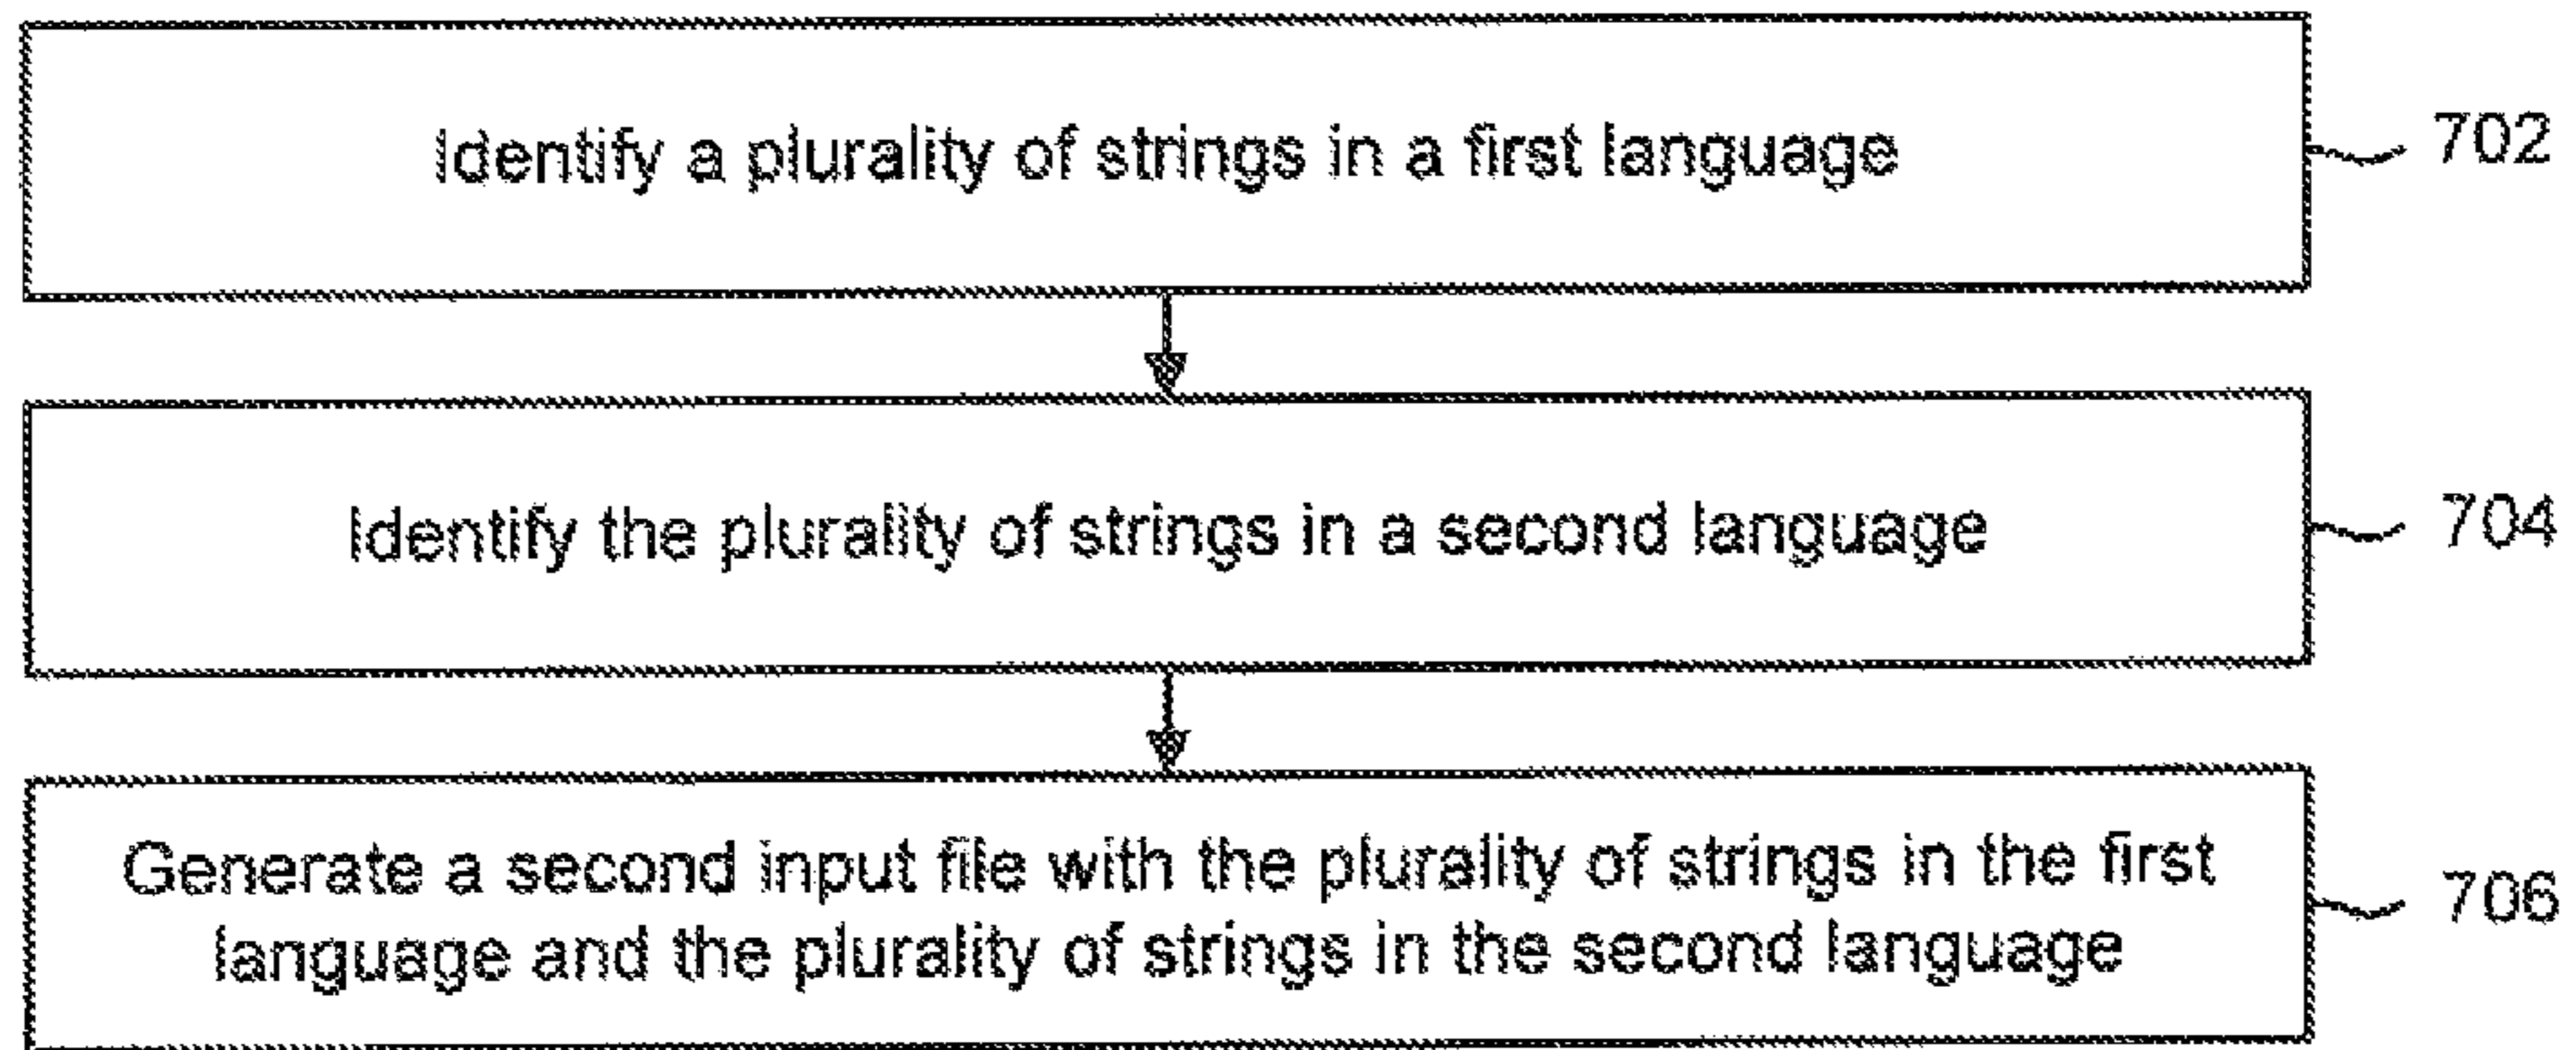 Identify a plurality of strings in a first language
702
Identify the plurality of strings in a second language
704
Generate a second input file with the plurality of strings in the first
language and the plurality of strings in the second language
706